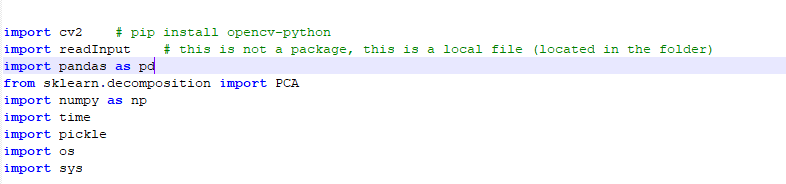 import cv2    # pip install opencv-python
import readInput    # this is not a package, this is a local file (located in the folder)
import pandas as pd
from sklearn.decomposition import PCA
import numpy as np
import time
import pickle
import os
import sys